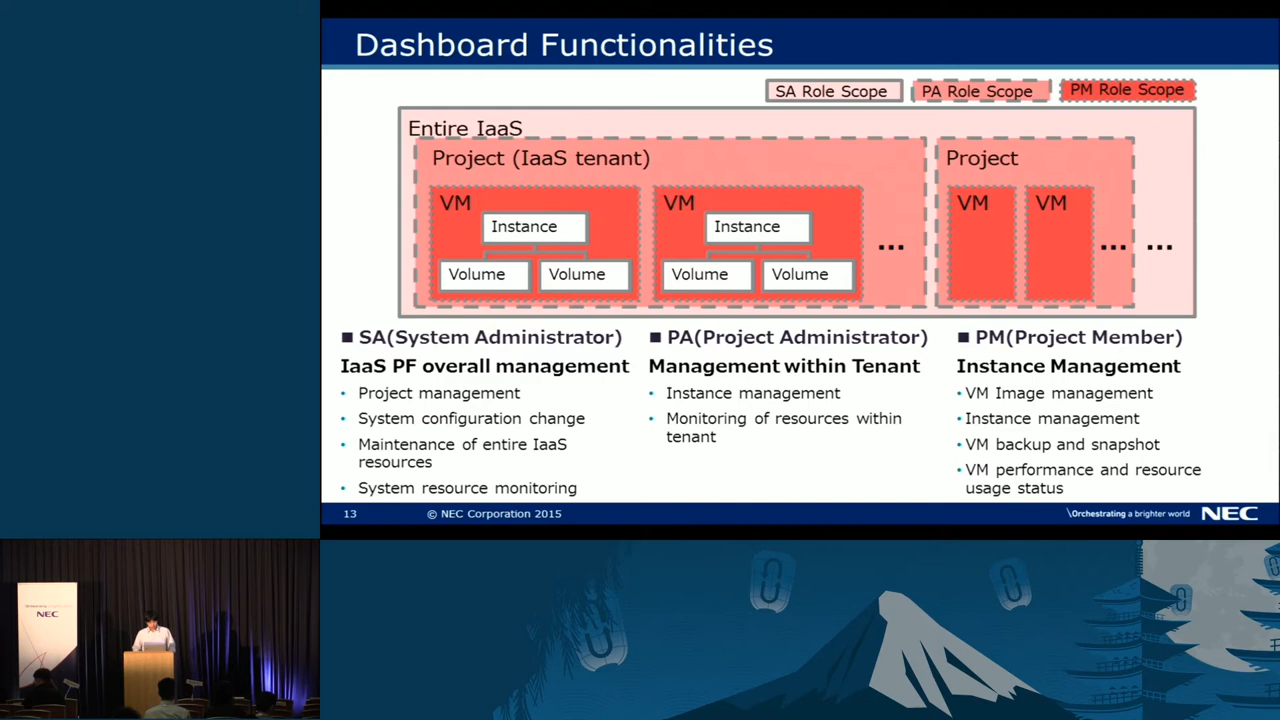 Dashboard Functionalities
SA Role Scope
PA Role Scope
PM Role Scope
Entire IaaS
Project (IaaS tenant)
Project
VM
VM
VM
VM
Instance
Instance
Volume
Volume
Volume
Volume
...
... ...
■ SA(System Administrator)
IaaS PF overall management
• Project management
• System configuration change
• Maintenance of entire IaaS
resources
• System resource monitoring
■ PA(Project Administrator)
Management within Tenant
• Instance management
• Monitoring of resources within
tenant
■ PM(Project Member)
Instance Management
• VM Image management
• Instance management
• VM backup and snapshot
• VM performance and resource
usage status
13
© NEC Corporation 2015
\Orchestrating a brighter world
NEC
NEC